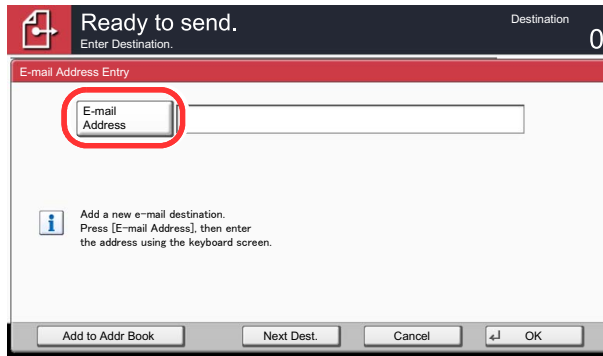 Ready to send.
Destination
Enter Destination.
0
E-mail Address Entry
E-mail
Address
Add a new e-mail destination.
Press [E-mail Address], then enter
the address using the keyboard screen.
Add to Addr Book
Next Dest.
Cancel
OK